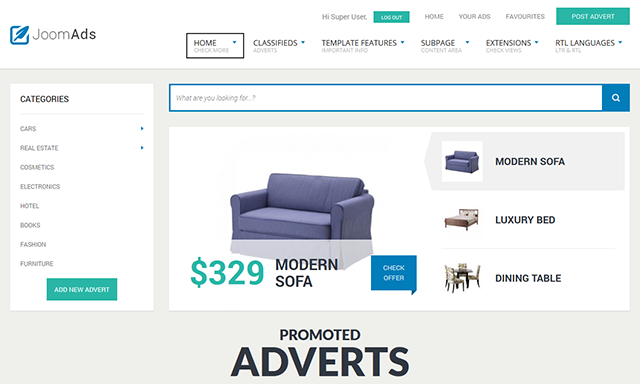 Hi Super User, LOG OUT HOME YOUR ADS FAVOURITES POST ADVERT
JoomAds
HOME CLASSIFIEDS TEMPLATE FEATURES SUBPAGE EXTENSIONS RTL LANGUAGES
CHECK MORE ADVERTS IMPORTANT INFO CONTENT AREA CHECK VIEWS LTR & RTL
CATEGORIES
CARS
REAL ESTATE
COSMETICS
ELECTRONICS
HOTEL
BOOKS
FASHION
FURNITURE
ADD NEW ADVERT
What are you looking for...?
$329
MODERN
SOFA
CHECK
OFFER
MODERN SOFA
LUXURY BED
DINING TABLE
PROMOTED
ADVERTS